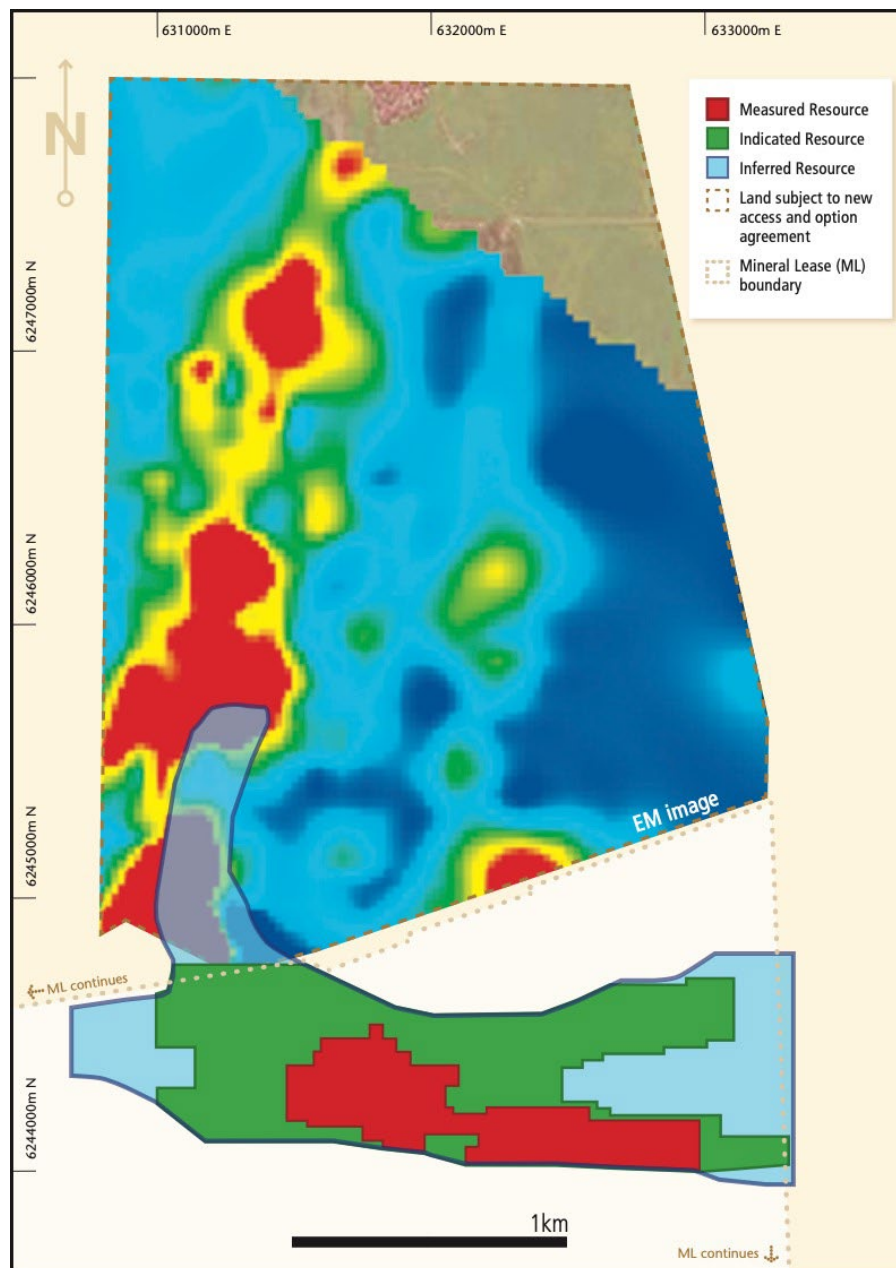 631000m E
632000m E
633000m E
N
Measured Resource
Indicated Resource
Inferred Resource
Land subject to new
access and option
agreement
Mineral Lease (ML)
boundary
6247000m N
6246000m N
6245000m N
6244000m N
EM image
ML continues
1km
ML continues